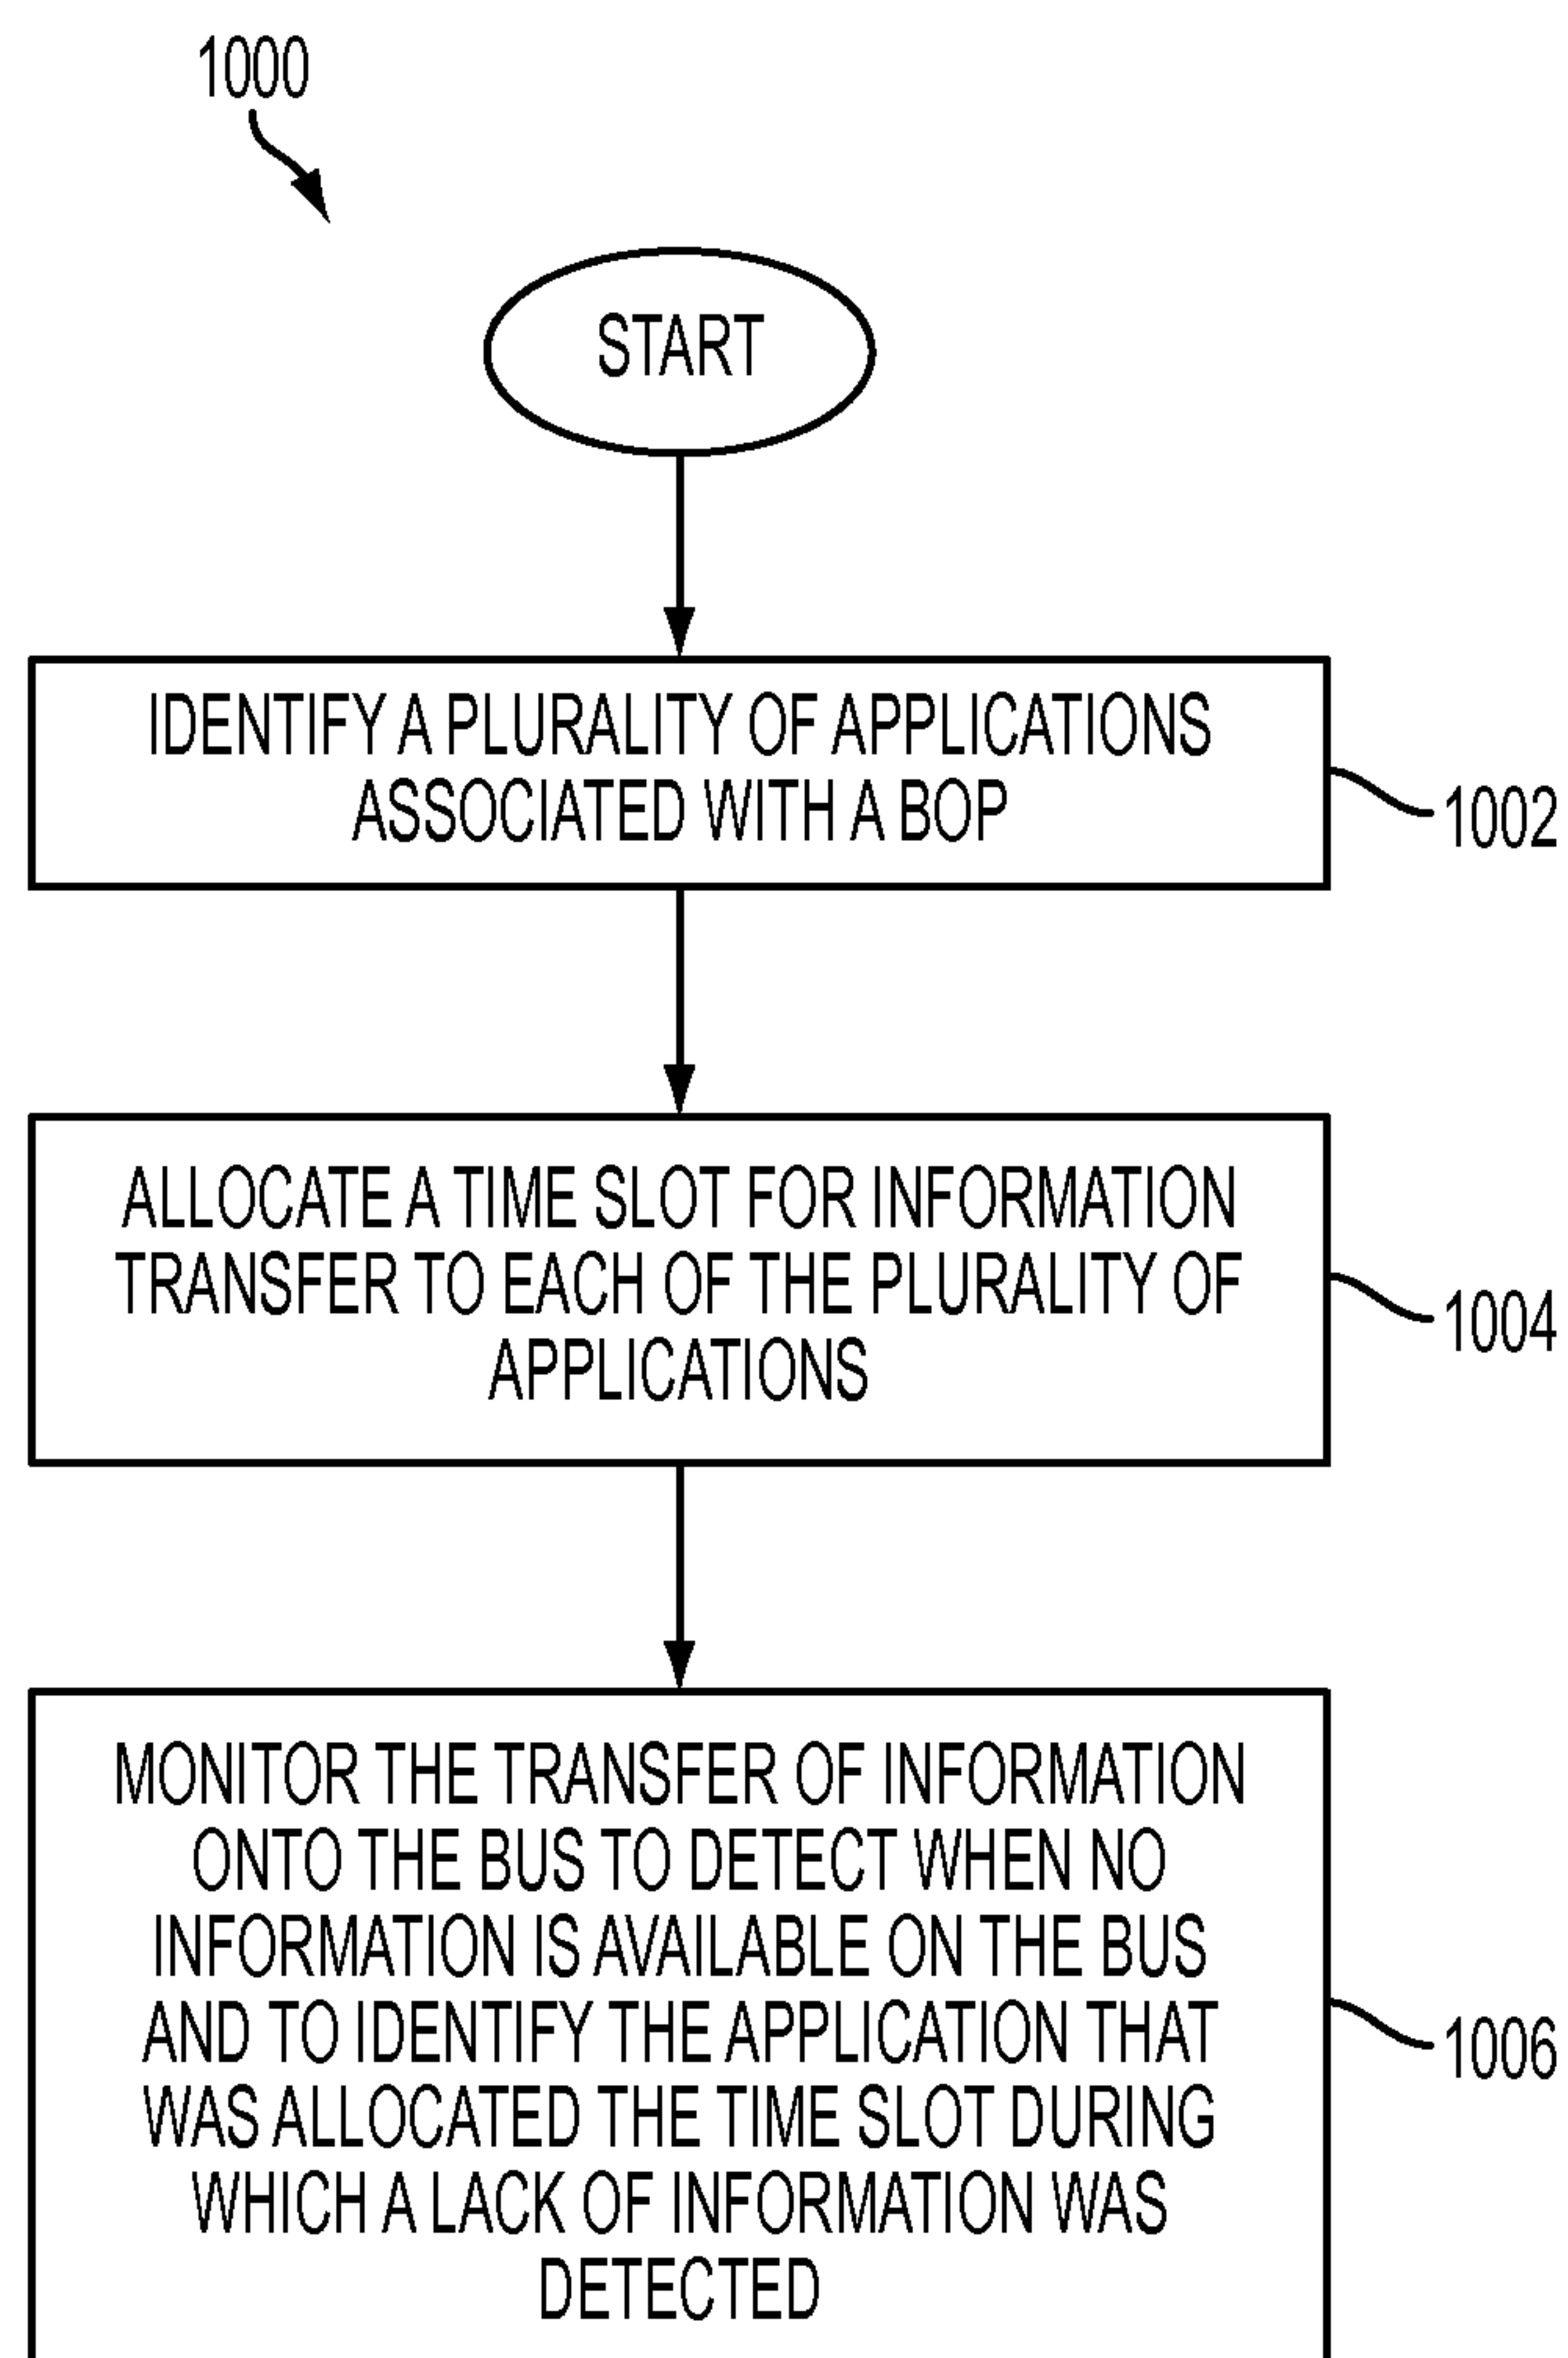 1000
START
IDENTIFY A PLURALITY OF APPLICATIONS
ASSOCIATED WITH A BOP
1002
ALLOCATE A TIME SLOT FOR INFORMATION
TRANSFER TO EACH OF THE PLURALITY OF
APPLICATIONS
1004
MONITOR THE TRANSFER OF INFORMATION
ONTO THE BUS TO DETECT WHEN NO
INFORMATION IS AVAILABLE ON THE BUS
AND TO IDENTIFY THE APPLICATION THAT
WAS ALLOCATED THE TIME SLOT DURING
WHICH A LACK OF INFORMATION WAS
DETECTED
1006